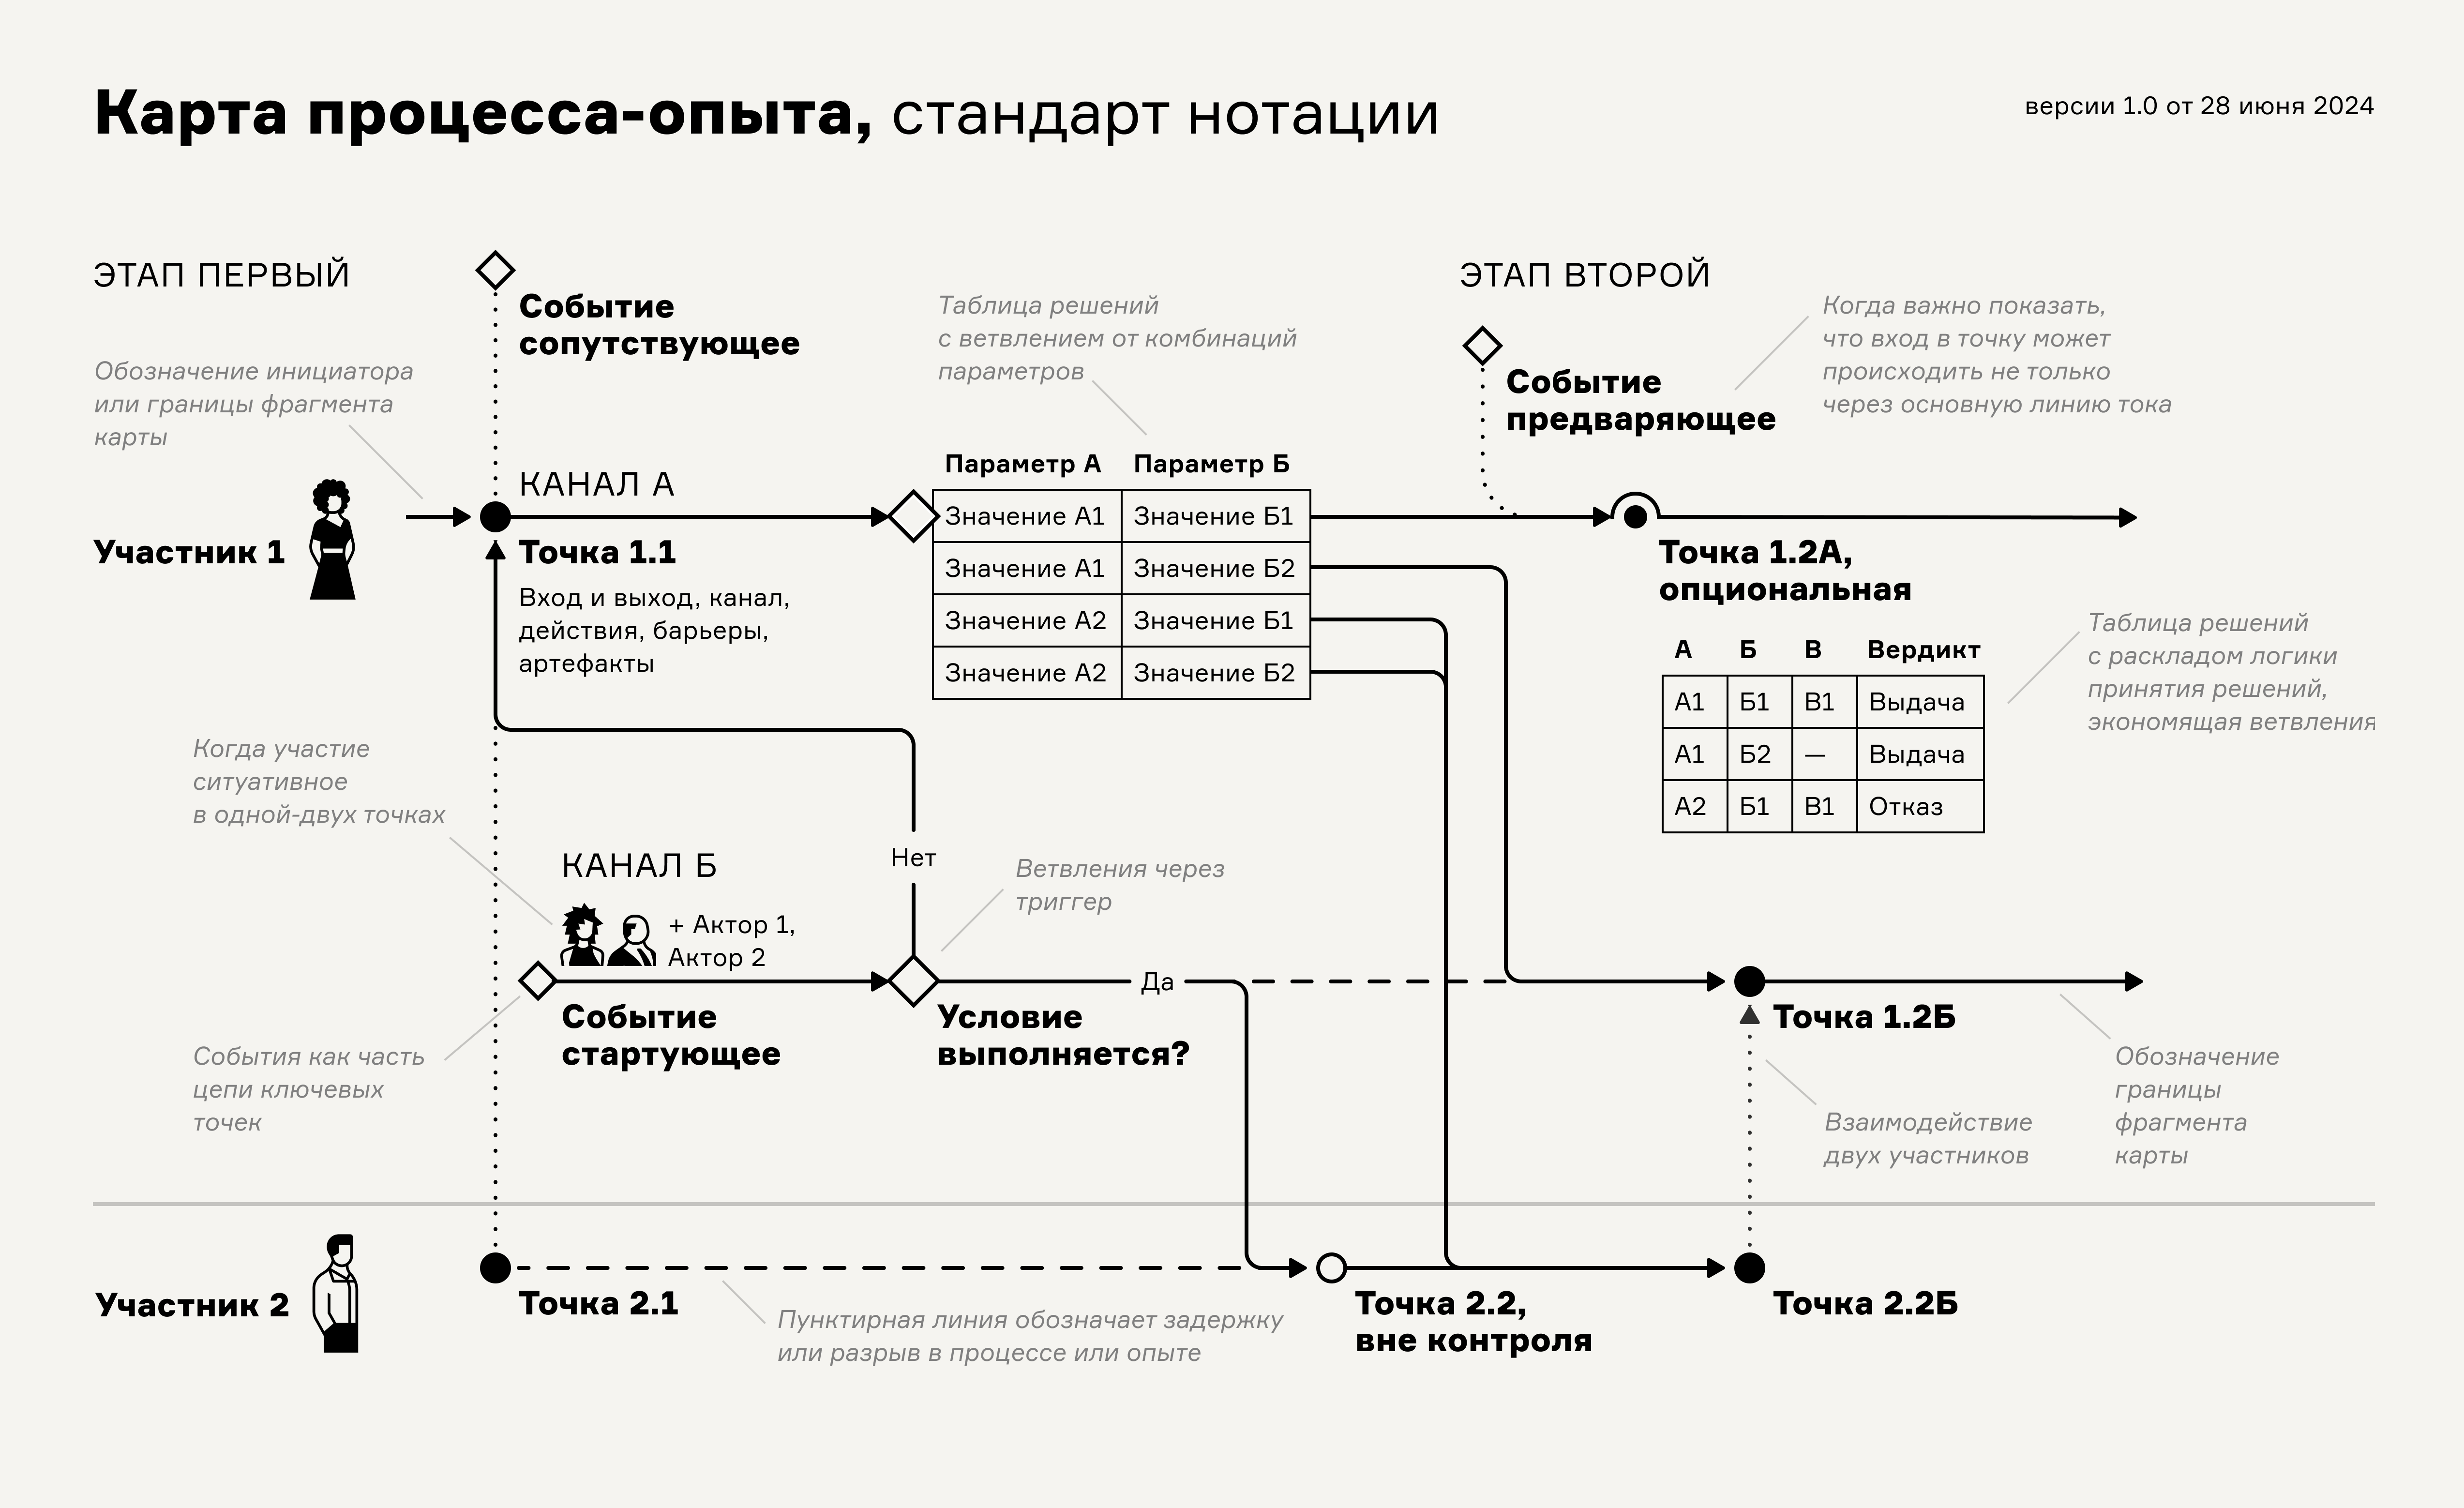 Карта процесса-опыта, стандарт нотации
версии 1.0 от 28 июня 2024
ЭТАП ПЕРВЫЙ
Событие
сопутствующее
Обозначение инициатора
или границы фрагмента
карты
Таблица решений
с ветвлением от комбинаций
параметров
ЭТАП ВТОРОЙ
Событие
предваряющее
Когда важно показать,
что вход в точку может
происходить не только
через основную линию тока
Участник 1
КАНАЛ А
Точка 1.1
Вход и выход, канал,
действия, барьеры,
артефакты
Параметр А Параметр Б
Значение А1 Значение Б1
Значение А1 Значение Б2
Значение А2 Значение Б1
Значение А2 Значение Б2
Точка 1.2А,
опциональная
А Б В Вердикт
А1 Б1 В1 Выдача
А1 Б2 — Выдача
А2 Б1 В1 Отказ
Таблица решений
с раскладом логики
принятия решений,
экономящая ветвления
Когда участие
ситуативное
в одной-двух точках
КАНАЛ Б
+ Актор 1,
Актор 2
Событие
стартующее
События как часть
цепи ключевых
точек
Нет
Ветвления через
триггер
Да
Условие
выполняется?
Точка 1.2Б
Взаимодействие
двух участников
Обозначение
границы
фрагмента
карты
Участник 2
Точка 2.1
Пунктирная линия обозначает задержку
или разрыв в процессе или опыте
Точка 2.2,
вне контроля
Точка 2.2Б